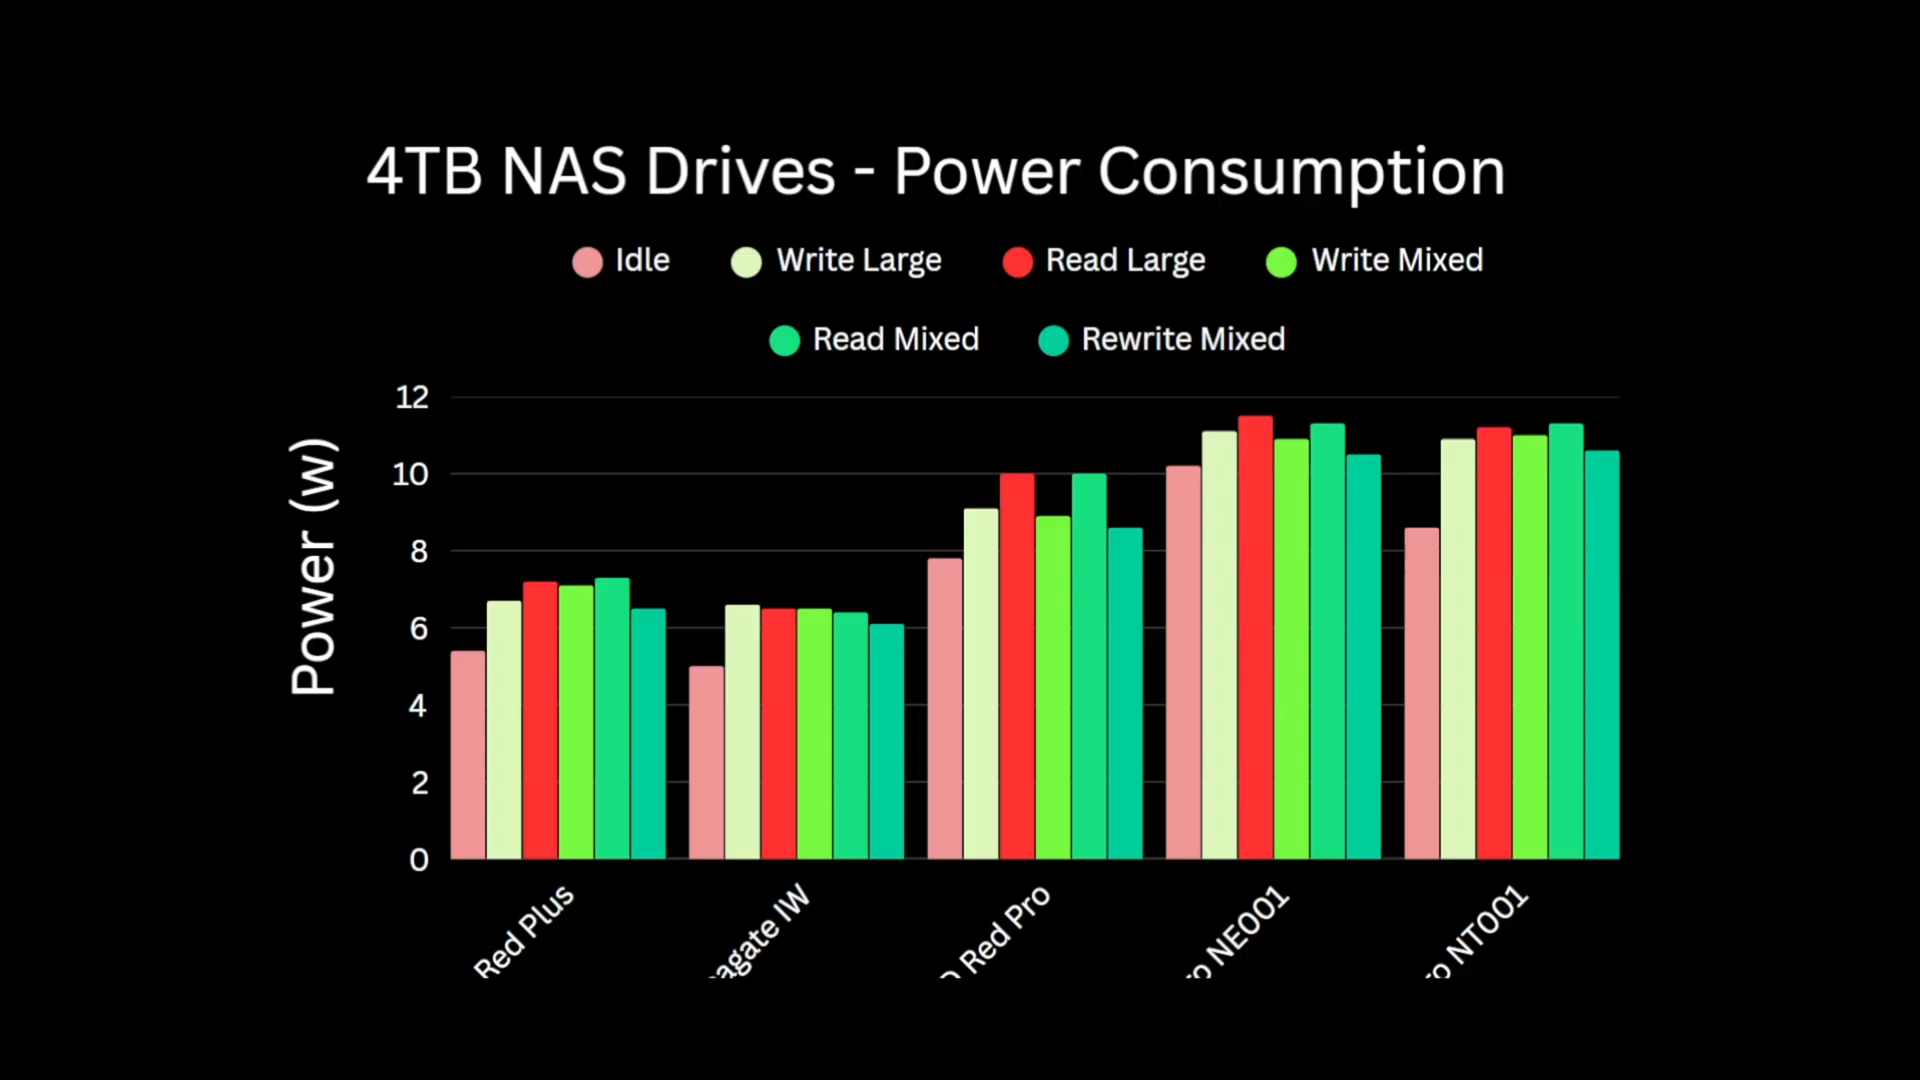 4TB NAS Drives - Power Consumption
Idle Write Large Read Large Write Mixed
Read Mixed Rewrite Mixed
Power (w)
12
10
8
6
4
2
0
Red Plus
agate IW
Red Pro
NE001
NT001